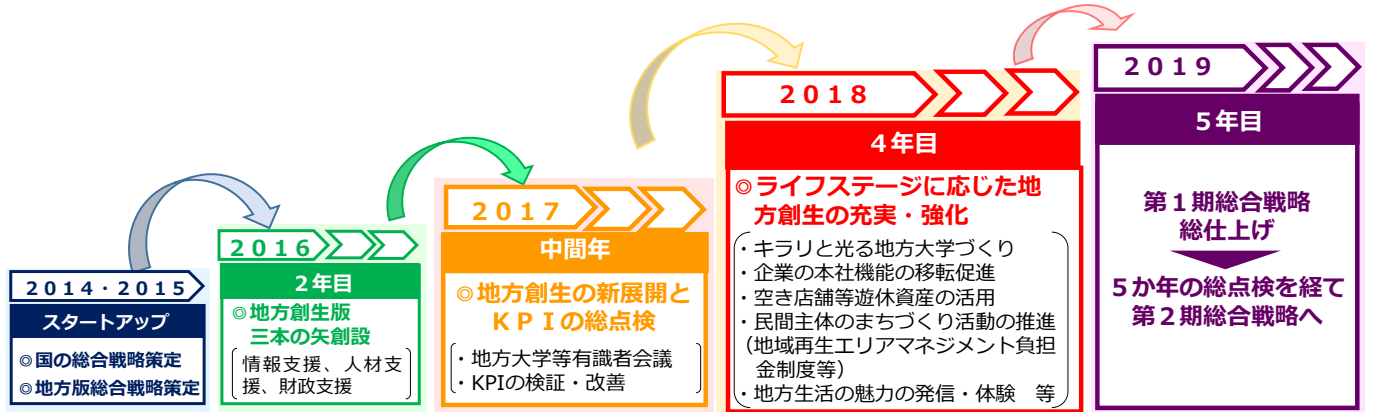 ２０１４・２０１５
スタートアップ
◎国の総合戦略策定
◎地方版総合戦略策定
２０１６
２年目
◎地方創生版
三本の矢創設
情報支援、人材支
援、財政支援
２０１７
中間年
◎地方創生の新展開と
ＫＰＩの総点検
・地方大学等有識者会議
・KPIの検証・改善
２０１８
４年目
◎ライフステージに応じた地
方創生の充実・強化
・キラリと光る地方大学づくり
・企業の本社機能の移転促進
・空き店舗等遊休資産の活用
・民間主体のまちづくり活動の推進
（地域再生エリアマネジメント負担
金制度等）
・地方生活の魅力の発信・体験　等
２０１９
５年目
第１期総合戦略
総仕上げ
５か年の総点検を経て
第２期総合戦略へ